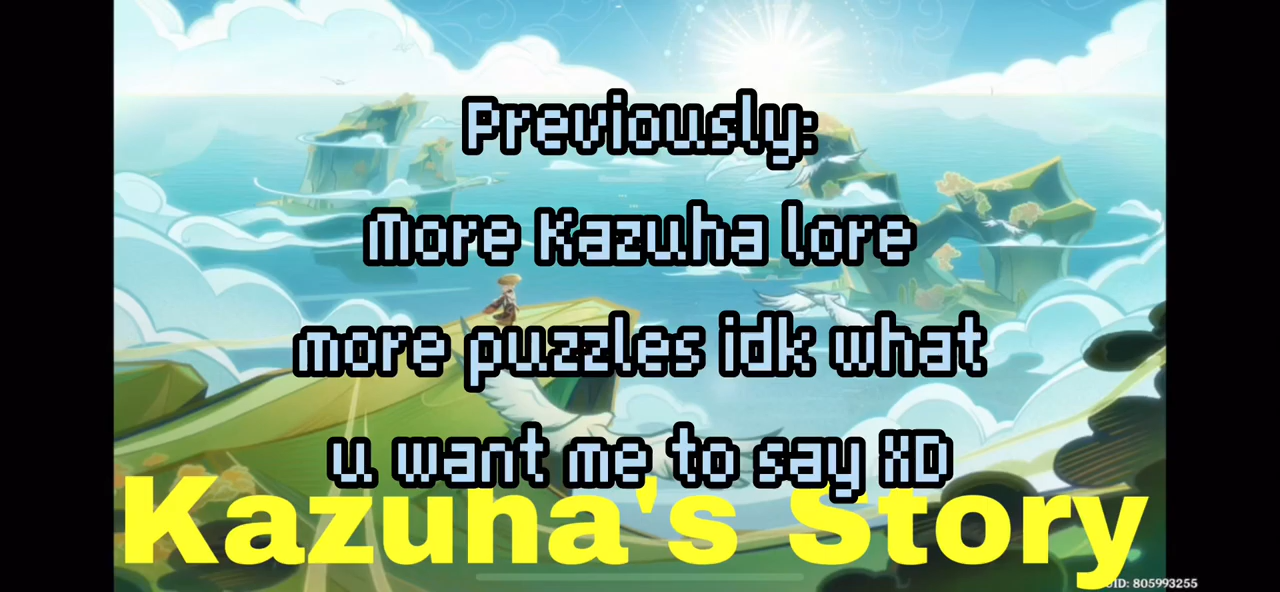 Previously:
More Kazuha lore
more puzzles idk what
u want me to say XD
Kazuha's Story
UID: 805993255